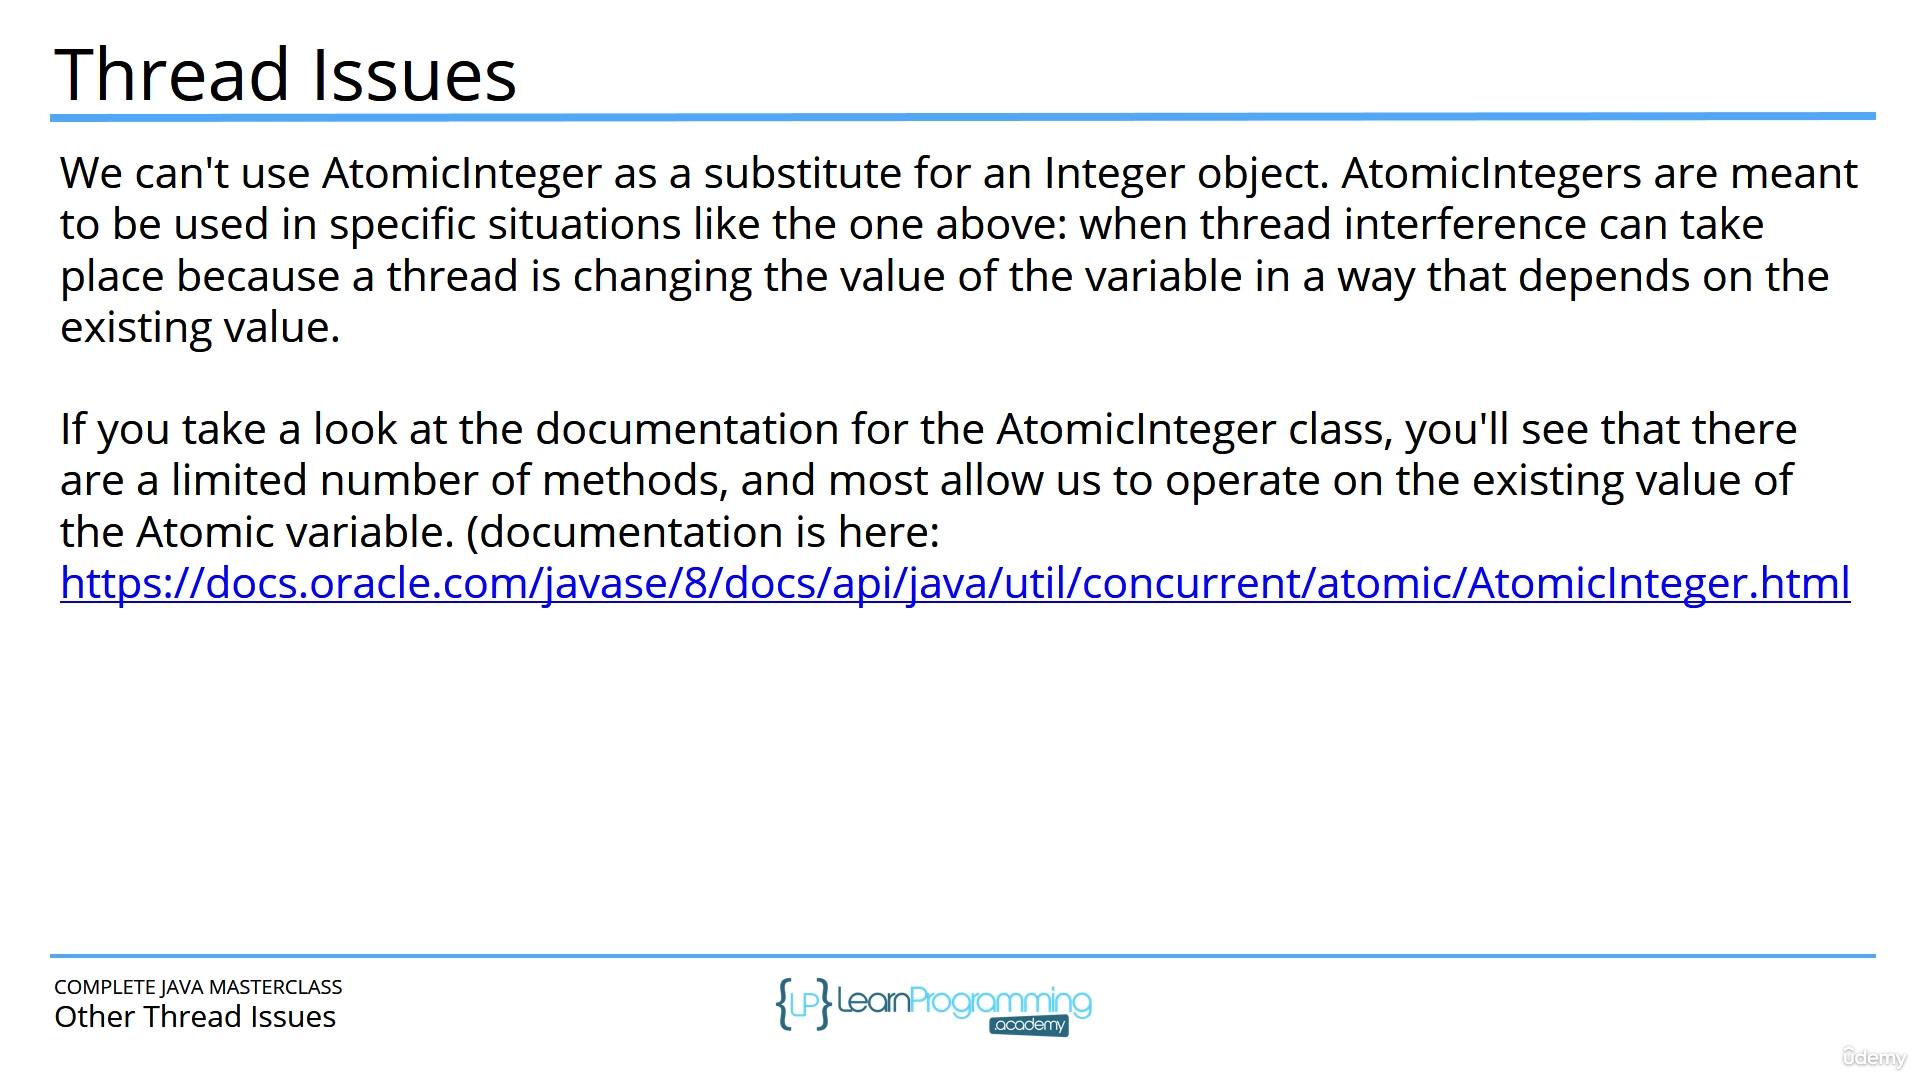 Thread Issues
We can't use AtomicInteger as a substitute for an Integer object. AtomicIntegers are meant
to be used in specific situations like the one above: when thread interference can take
place because a thread is changing the value of the variable in a way that depends on the
existing value.
If you take a look at the documentation for the AtomicInteger class, you'll see that there
are a limited number of methods, and most allow us to operate on the existing value of
the Atomic variable. (documentation is here:
https://docs.oracle.com/javase/8/docs/api/java/util/concurrent/atomic/AtomicInteger.html
COMPLETE JAVA MASTERCLASS
Other Thread Issues
{LP} LearnProgramming
.academy
ûdemy